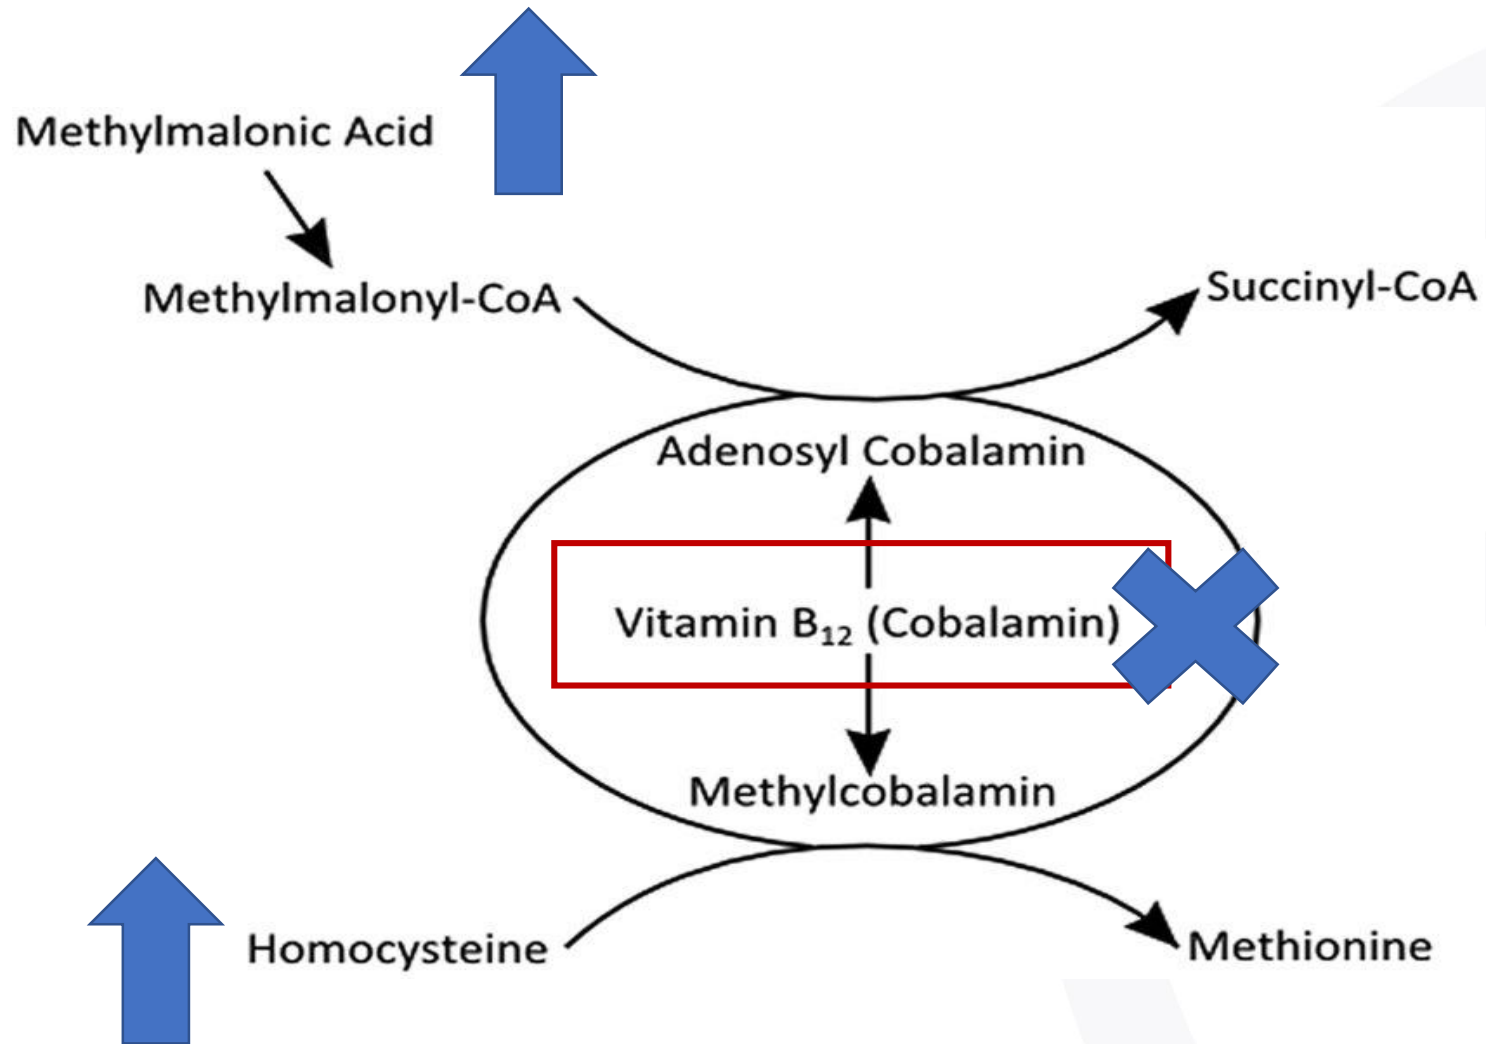 Methylmalonic Acid
Methylmalonyl-CoA
Succinyl-CoA
Adenosyl Cobalamin
Vitamin B₁₂ (Cobalamin)
Methylcobalamin
Homocysteine
Methionine